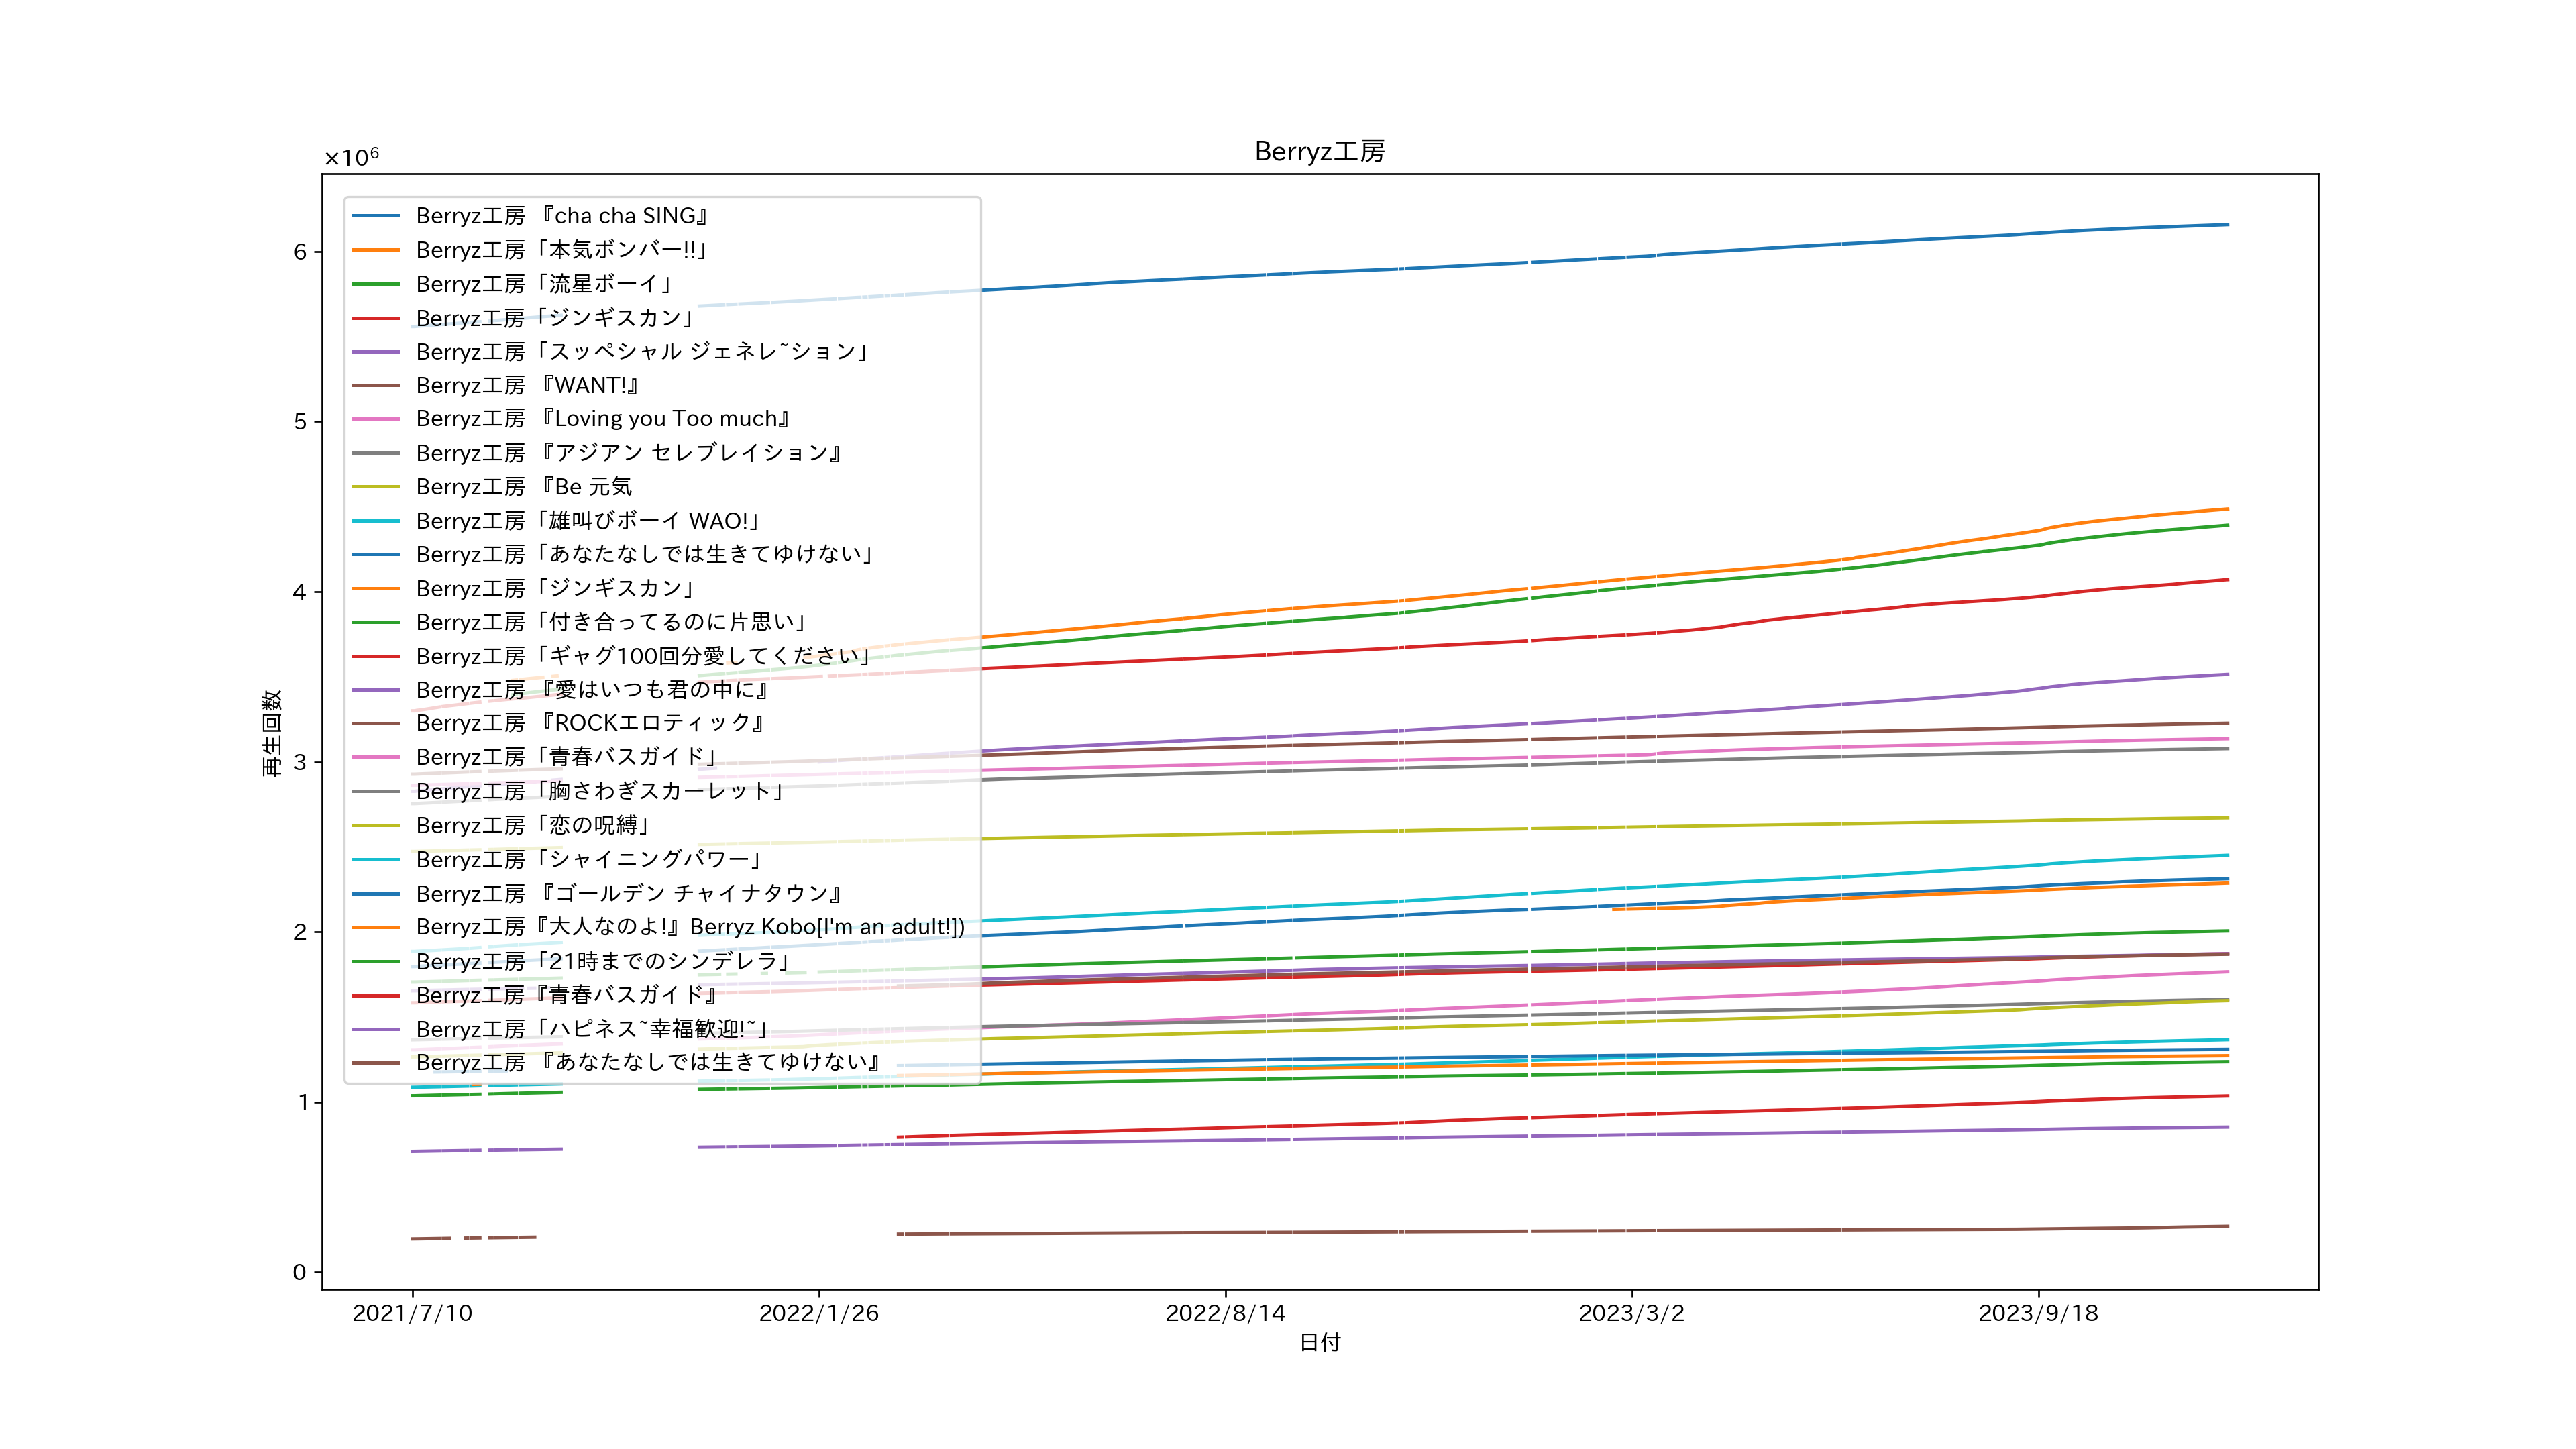 Berryz工房
×10⁶
Berryz工房 『cha cha SING』
Berryz工房「本気ボンバー!!」
Berryz工房「流星ボーイ」
Berryz工房「ジンギスカン」
Berryz工房「スッペシャル ジェネレ~ション」
Berryz工房 『WANT!』
Berryz工房 『Loving you Too much』
Berryz工房 『アジアン セレブレイション』
Berryz工房 『Be 元気
Berryz工房「雄叫びボーイ WAO!」
Berryz工房「あなたなしでは生きてゆけない」
Berryz工房「ジンギスカン」
Berryz工房「付き合ってるのに片思い」
Berryz工房「ギャグ100回分愛してください」
Berryz工房 『愛はいつも君の中に』
Berryz工房 『ROCKエロティック』
Berryz工房「青春バスガイド」
Berryz工房「胸さわぎスカーレット」
Berryz工房「恋の呪縛」
Berryz工房「シャイニングパワー」
Berryz工房 『ゴールデン チャイナタウン』
Berryz工房『大人なのよ!』Berryz Kobo[I'm an adult!])
Berryz工房「21時までのシンデレラ」
Berryz工房『青春バスガイド』
Berryz工房「ハピネス~幸福歓迎!~」
Berryz工房 『あなたなしでは生きてゆけない』
6
5
4
3
2
1
0
再生回数
2021/7/10
2022/1/26
2022/8/14
2023/3/2
2023/9/18
日付